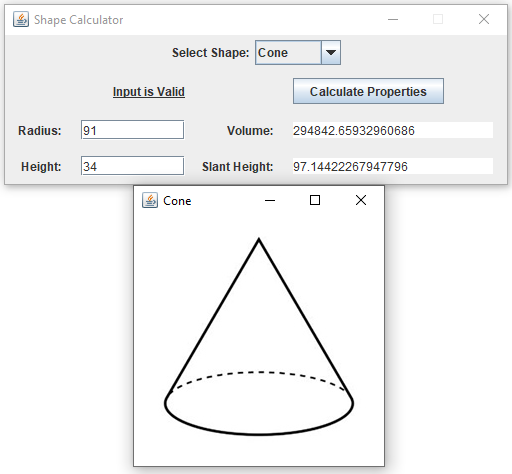 Shape Calculator
Select Shape: Cone
Input is Valid Calculate Properties
Radius: 91 Volume: 294842.65932960686
Height: 34 Slant Height: 97.14422267947796
Cone